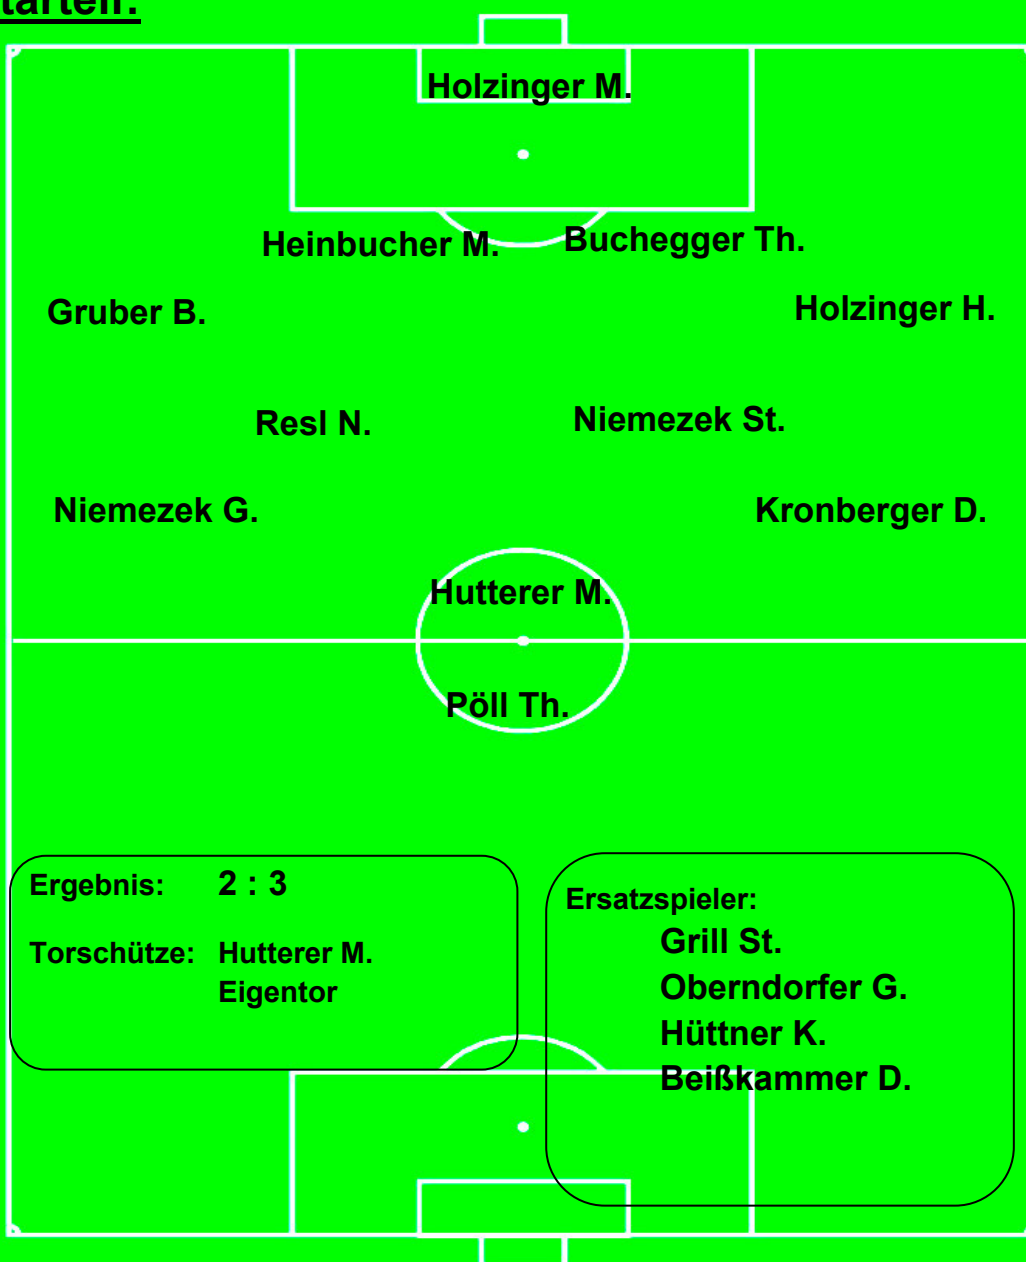 Holzinger M.
Heinbucher M. Buchegger Th.
Gruber B. Holzinger H.
Resl N. Niemezek St.
Niemezek G. Kronberger D.
Hutterer M.
Pöll Th.
Ergebnis: 2 : 3
Torschütze: Hutterer M.
Eigentor
Ersatzspieler:
Grill St.
Oberndorfer G.
Hüttner K.
Beißkammer D.